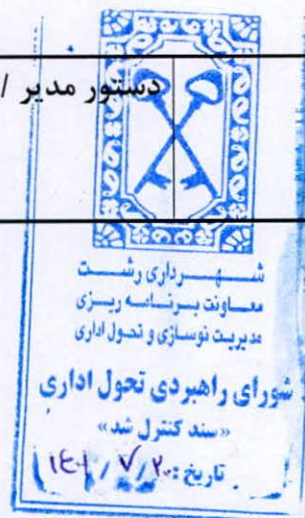 دستور مدیر /
شهرداری رشت
معاونت برنامه ریزی
مدیریت نوسازی و تحول اداری
شورای راهبردی تحول اداری
«سند کنترل شد»
تاریخ: ۱۴۰۱/۷/۲۰